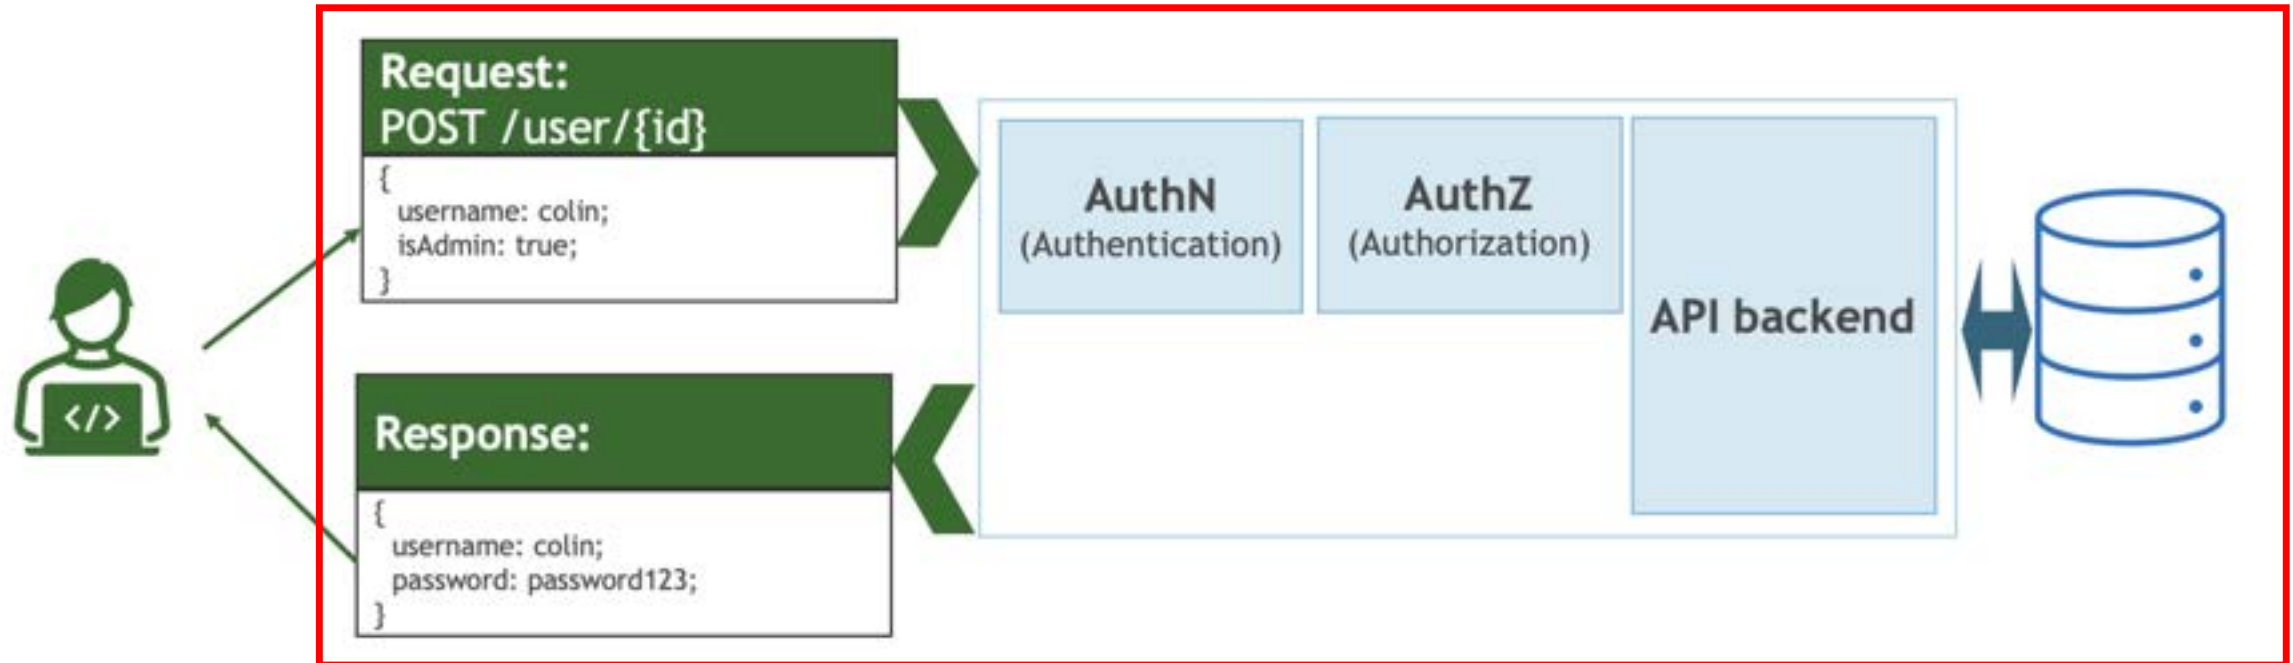 Request:
POST /user/{id}
{
username: colin;
isAdmin: true;
}
AuthN
(Authentication)
AuthZ
(Authorization)
API backend
</>
Response:
{
username: colin;
password: password123;
}